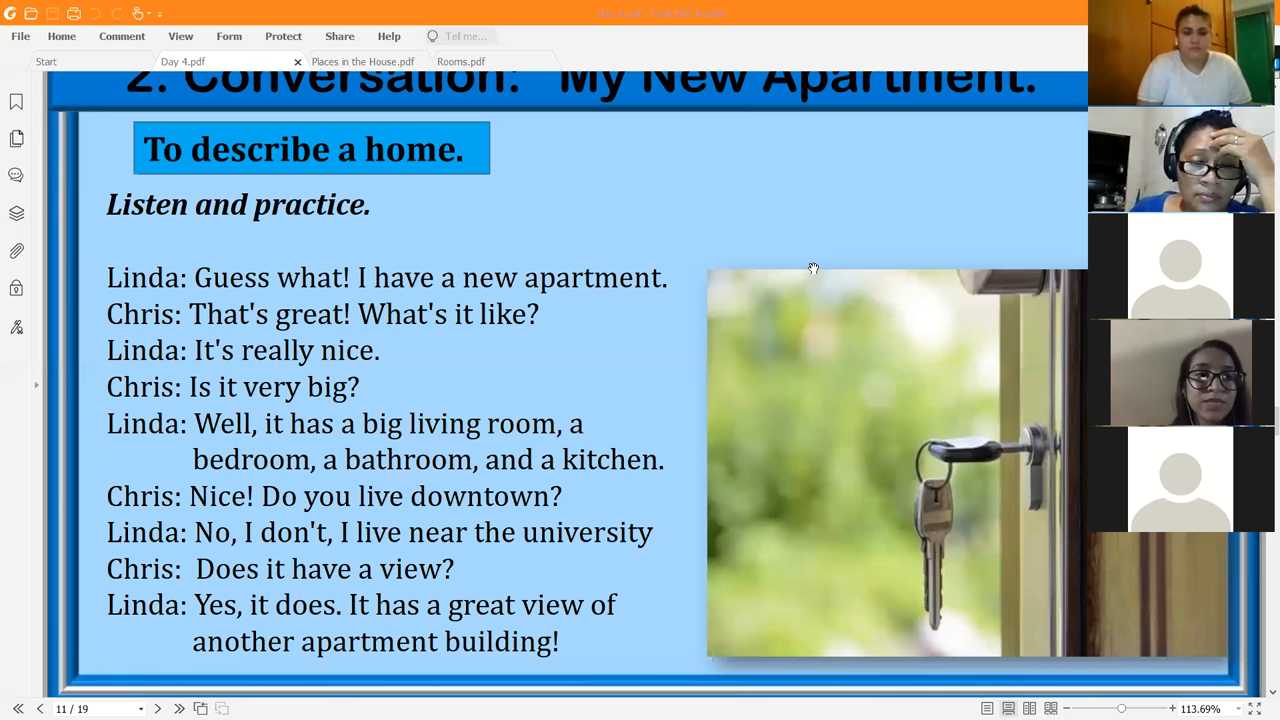 File Home Comment View Form Protect Share Help Tell me...
Start Day 4.pdf Places in the House.pdf Rooms.pdf
2. Conversation: "My New Apartment.
To describe a home.
Listen and practice.
Linda: Guess what! I have a new apartment.
Chris: That's great! What's it like?
Linda: It's really nice.
Chris: Is it very big?
Linda: Well, it has a big living room, a
bedroom, a bathroom, and a kitchen.
Chris: Nice! Do you live downtown?
Linda: No, I don't, I live near the university
Chris: Does it have a view?
Linda: Yes, it does. It has a great view of
another apartment building!
11 / 19 113.69%